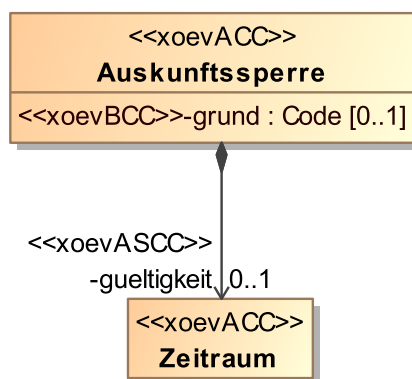 <<xoevACC>>
Auskunftssperre
<<xoevBCC>>-grund : Code [0..1]
<<xoevASCC>>
-gueltigkeit 0..1
<<xoevACC>>
Zeitraum